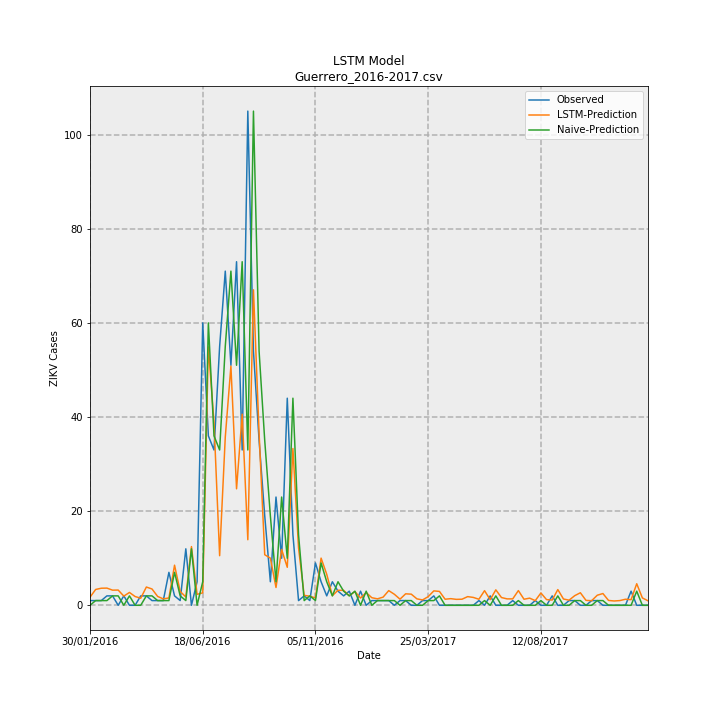 LSTM Model
Guerrero_2016-2017.csv
Observed
LSTM-Prediction
Naive-Prediction
ZIKV Cases
100
80
60
40
20
0
30/01/2016 18/06/2016 05/11/2016 25/03/2017 12/08/2017
Date